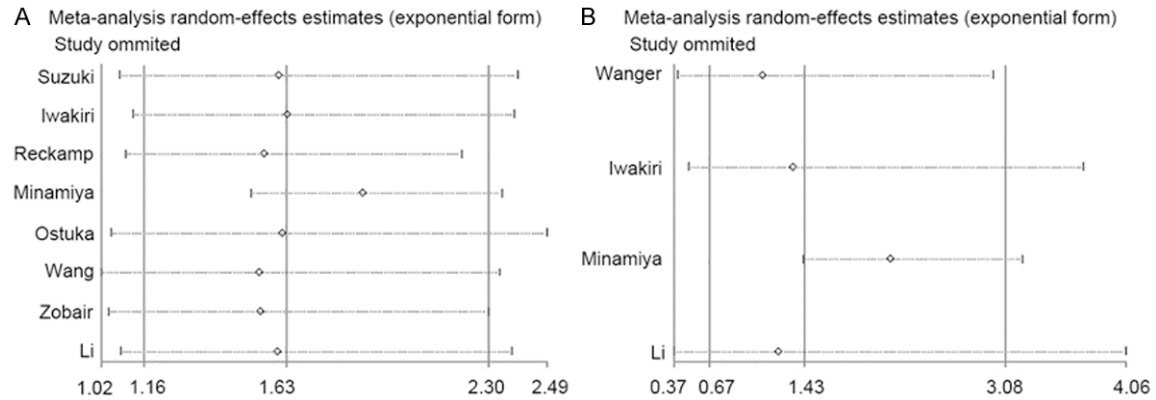 A Meta-analysis random-effects estimates (exponential form)
Study ommited
Suzuki
Iwakiri
Reckamp
Minamiya
Ostuka
Wang
Zobair
Li
1.02 1.16 1.63 2.30 2.49
B Meta-analysis random-effects estimates (exponential form)
Study ommited
Wanger
Iwakiri
Minamiya
Li
0.37 0.67 1.43 3.08 4.06